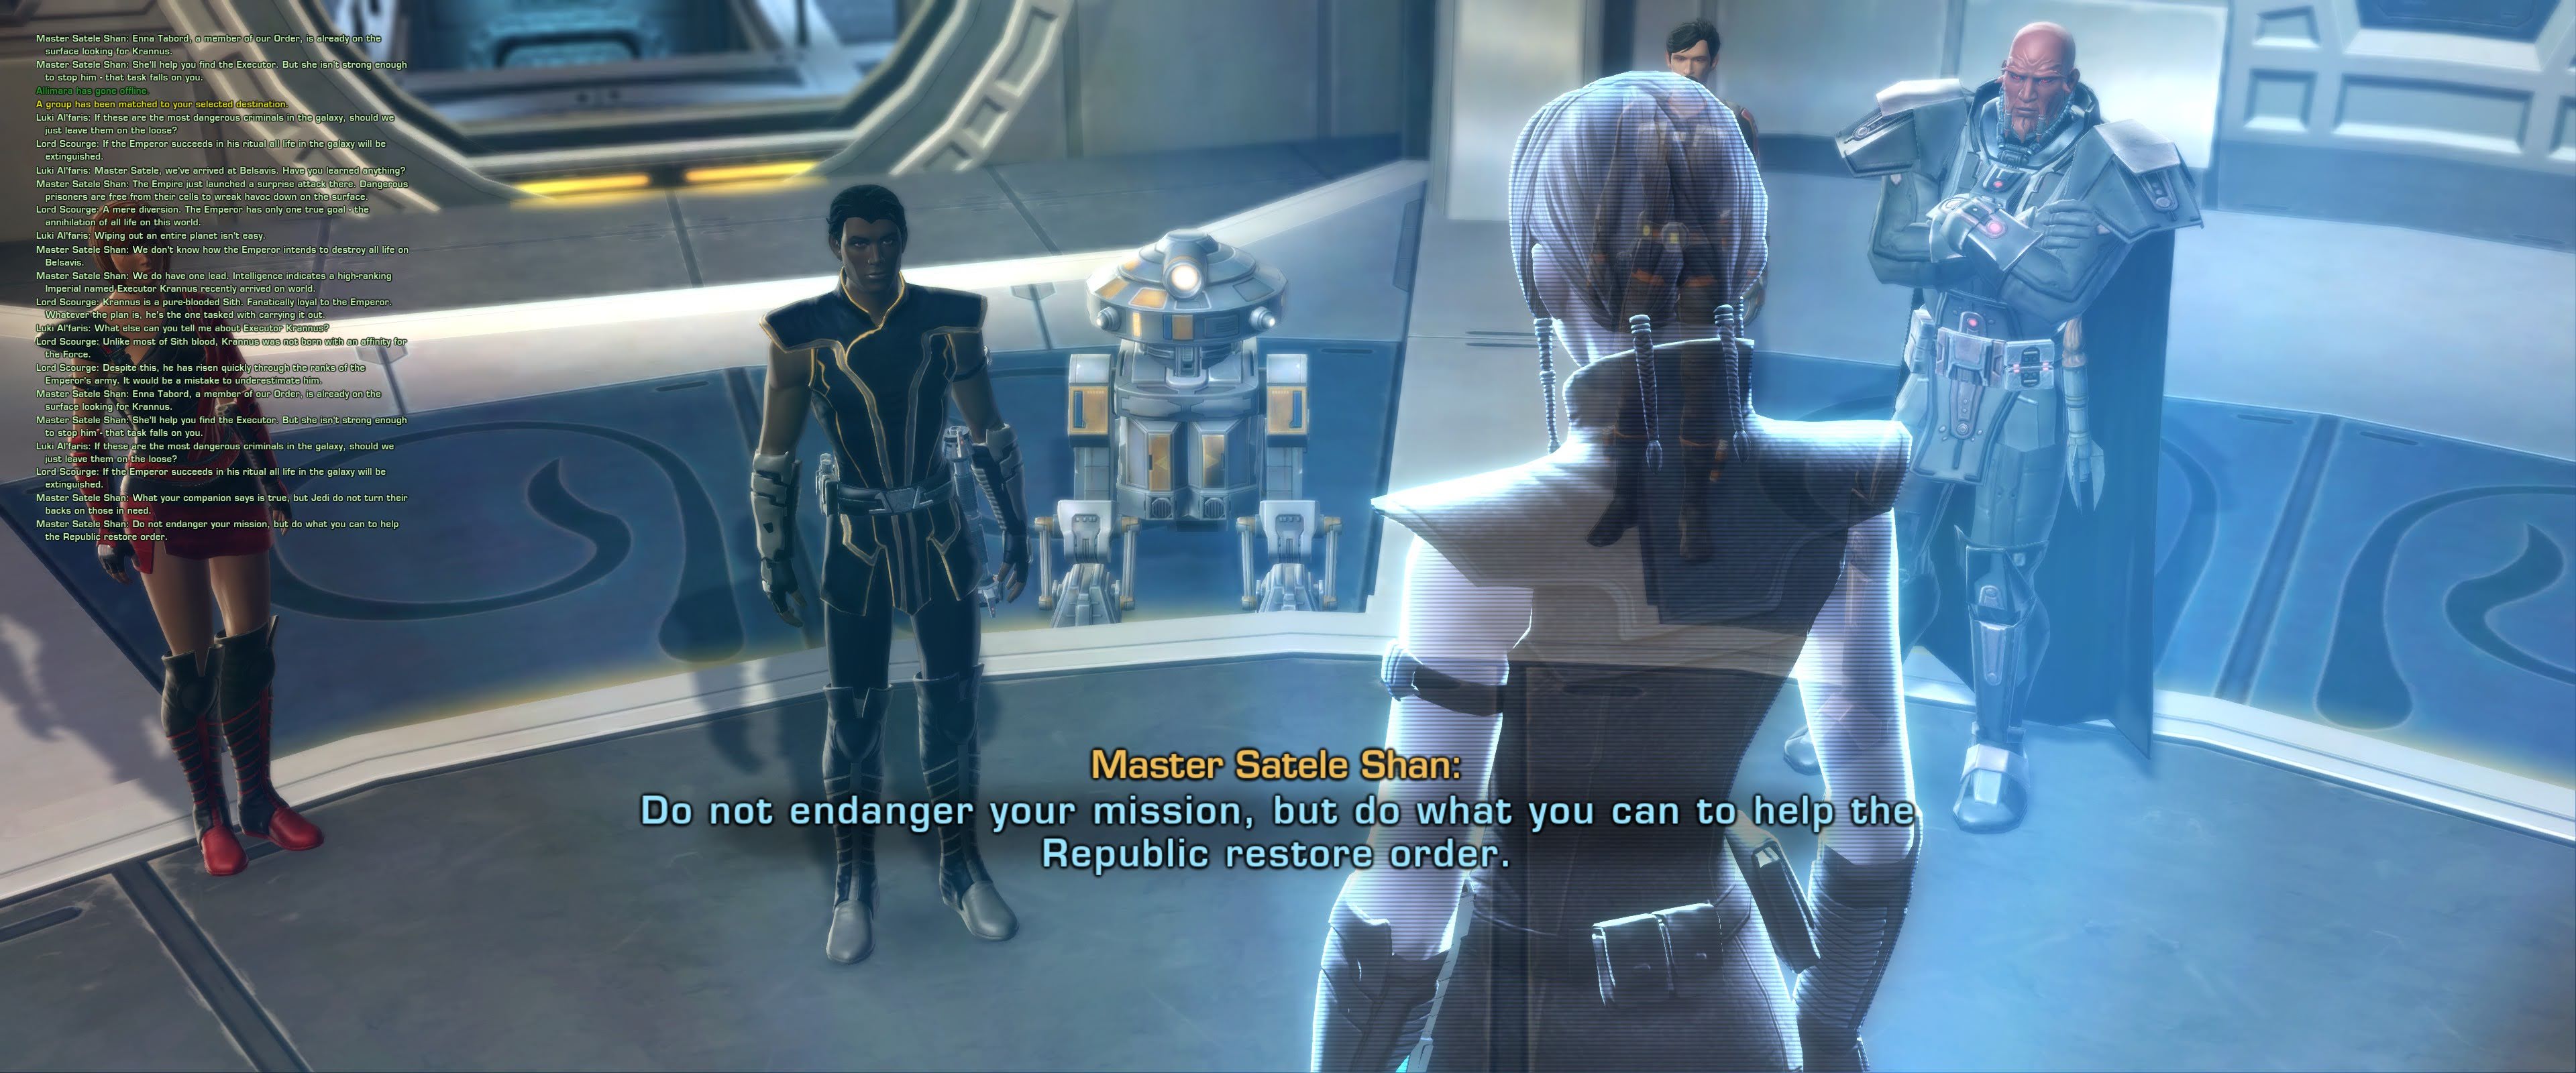 Master Satele Shan: Enna Tabord, a member of our Order, is already on the
surface looking for Krannus.
Master Satele Shan: She'll help you find the Executor. But she isn't strong enough
to stop him - that task falls on you.
Allimara has gone offline.
A group has been matched to your selected destination.
Luki Al'faris: If these are the most dangerous criminals in the galaxy, should we
just leave them on the loose?
Lord Scourge: If the Emperor succeeds in his ritual all life in the galaxy will be
extinguished.
Luki Al'faris: Master Satele, we've arrived at Belsavis. Have you learned anything?
Master Satele Shan: The Empire just launched a surprise attack there. Dangerous
prisoners are free from their cells to wreak havoc down on the surface.
Lord Scourge: A mere diversion. The Emperor has only one true goal - the
annihilation of all life on this world.
Luki Al'faris: Wiping out an entire planet isn't easy.
Master Satele Shan: We don't know how the Emperor intends to destroy all life on
Belsavis.
Master Satele Shan: We do have one lead. Intelligence indicates a high-ranking
Imperial named Executor Krannus recently arrived on world.
Lord Scourge: Krannus is a pure-blooded Sith. Fanatically loyal to the Emperor.
Whatever the plan is, he's the one tasked with carrying it out.
Luki Al'faris: What else can you tell me about Executor Krannus?
Lord Scourge: Unlike most of Sith blood, Krannus was not born with an affinity for
the Force.
Lord Scourge: Despite this, he has risen quickly through the ranks of the
Emperor's army. It would be a mistake to underestimate him.
Master Satele Shan: Enna Tabord, a member of our Order, is already on the
surface looking for Krannus.
Master Satele Shan: She'll help you find the Executor. But she isn't strong enough
to stop him - that task falls on you.
Luki Al'faris: If these are the most dangerous criminals in the galaxy, should we
just leave them on the loose?
Lord Scourge: If the Emperor succeeds in his ritual all life in the galaxy will be
extinguished.
Master Satele Shan: What your companion says is true, but Jedi do not turn their
backs on those in need.
Master Satele Shan: Do not endanger your mission, but do what you can to help
the Republic restore order.
Master Satele Shan:
Do not endanger your mission, but do what you can to help the
Republic restore order.